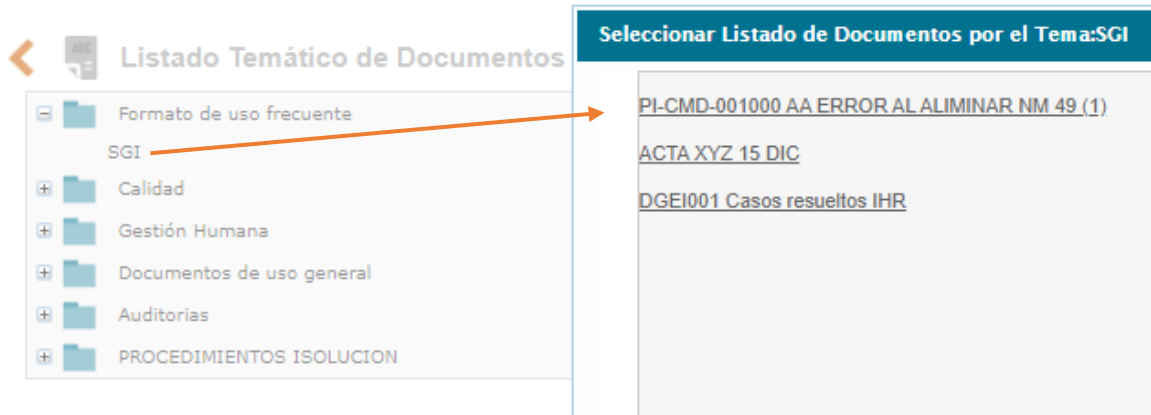 ABC
Listado Temático de Documentos
Formato de uso frecuente
SGI
Calidad
Gestión Humana
Documentos de uso general
Auditorias
PROCEDIMIENTOS ISOLUCION
Seleccionar Listado de Documentos por el Tema:SGI
PI-CMD-001000 AA ERROR AL ALIMINAR NM 49 (1)
ACTA XYZ 15 DIC
DGEI001 Casos resueltos IHR